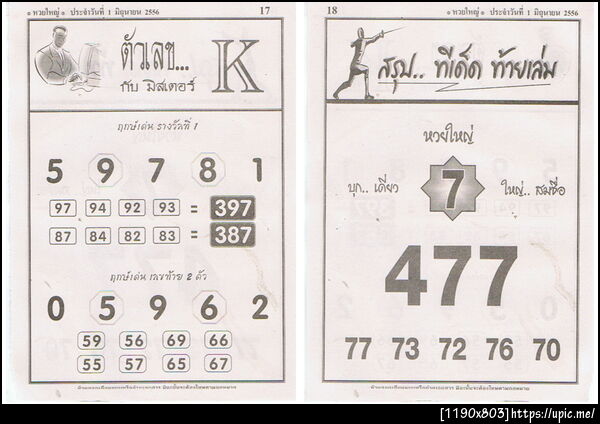 ๏ หวยใหญ่ ๏ ประจำวันที่ 1 มิถุนายน 2556 17
ตัวเลข...
กับ มิสเตอร์ K
ฤกษ์เด่น รางวัลที่ 1
5 9 7 8 1
97 94 92 93 = 397
87 84 82 83 = 387
ฤกษ์เด่น เลขท้าย 2 ตัว
0 5 9 6 2
59 56 69 66
55 57 65 67
18 ๏ หวยใหญ่ ๏ ประจำวันที่ 1 มิถุนายน 2556
สรุป.. ทีเด็ด ท้ายเล่ม
หวยใหญ่
บุก.. เดี่ยว 7 ใหญ่.. สมชื่อ
477
77 73 72 76 70
[1190x803]https://upic.me/